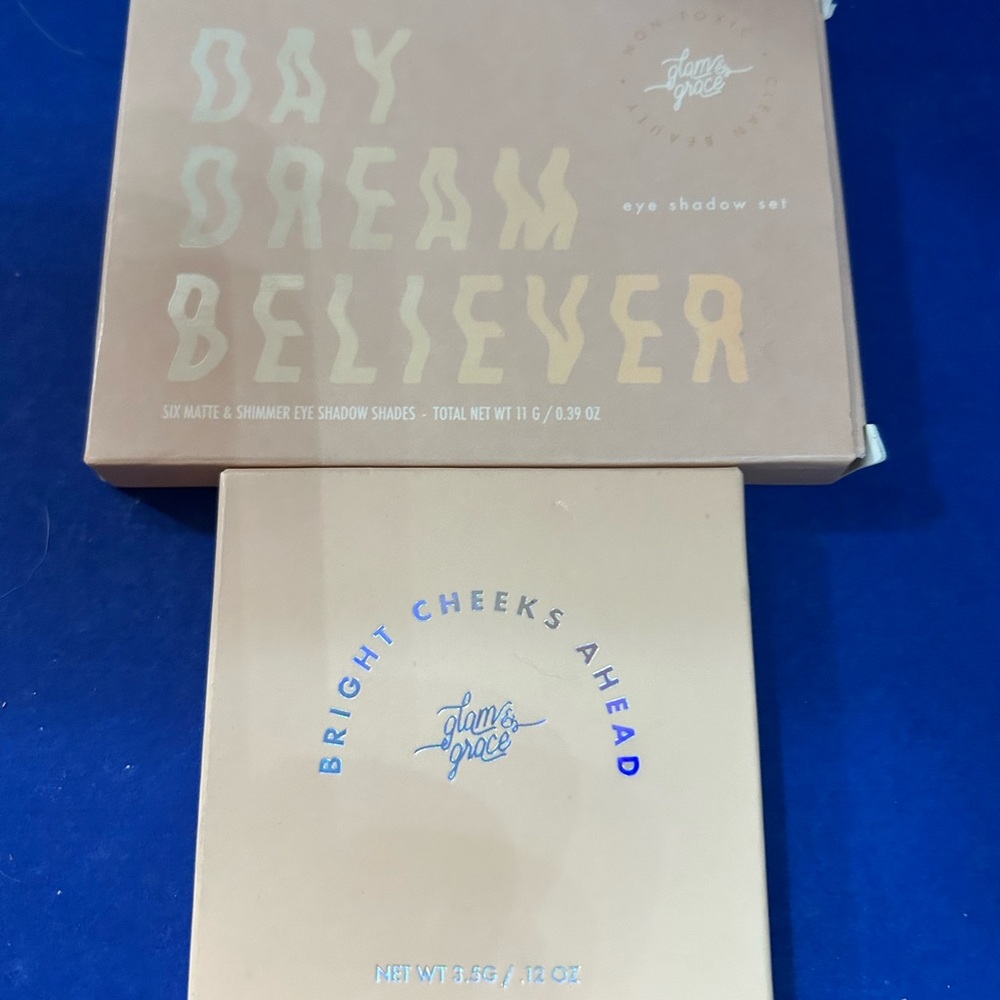 DAY
DREAM
BELIEVER
NON-TOXIC • CLEAN BEAUTY •
glam &
grace
eye shadow set
SIX MATTE & SHIMMER EYE SHADOW SHADES - TOTAL NET WT 11 G / 0.39 OZ
BRIGHT CHEEKS AHEAD
glam &
grace
NET WT 3.5G / .12 OZ